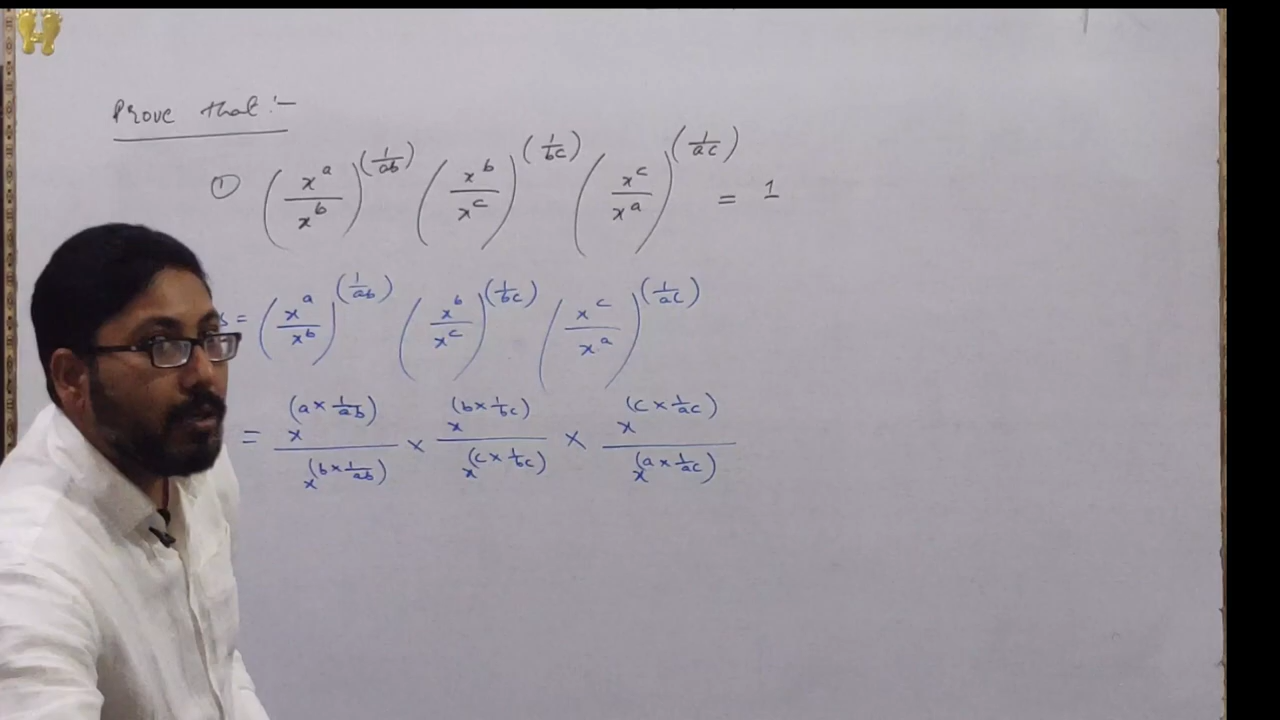 Prove that :-
① (x^a / x^b)^(1/ab) (x^b / x^c)^(1/bc) (x^c / x^a)^(1/ac) = 1
s = (x^a / x^b)^(1/ab) (x^b / x^c)^(1/bc) (x^c / x^a)^(1/ac)
= x^(a × 1/ab) / x^(b × 1/ab) × x^(b × 1/bc) / x^(c × 1/bc) × x^(c × 1/ac) / x^(a × 1/ac)